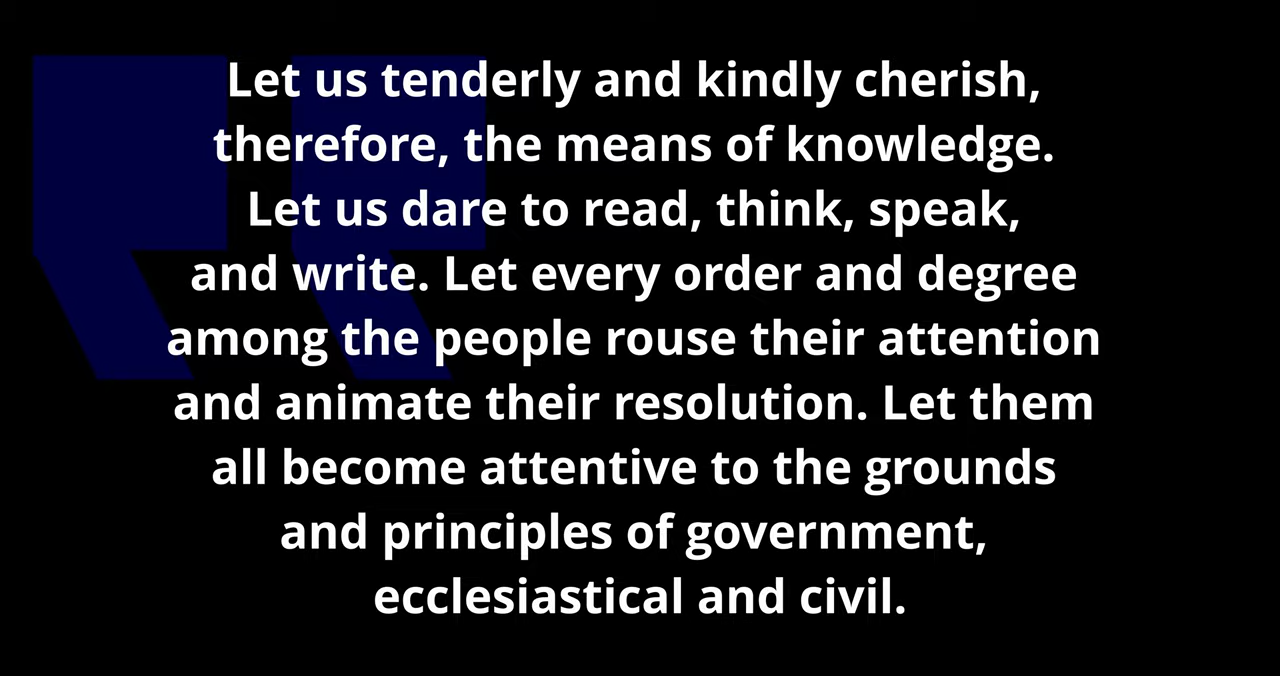 Let us tenderly and kindly cherish,
therefore, the means of knowledge.
Let us dare to read, think, speak,
and write. Let every order and degree
among the people rouse their attention
and animate their resolution. Let them
all become attentive to the grounds
and principles of government,
ecclesiastical and civil.